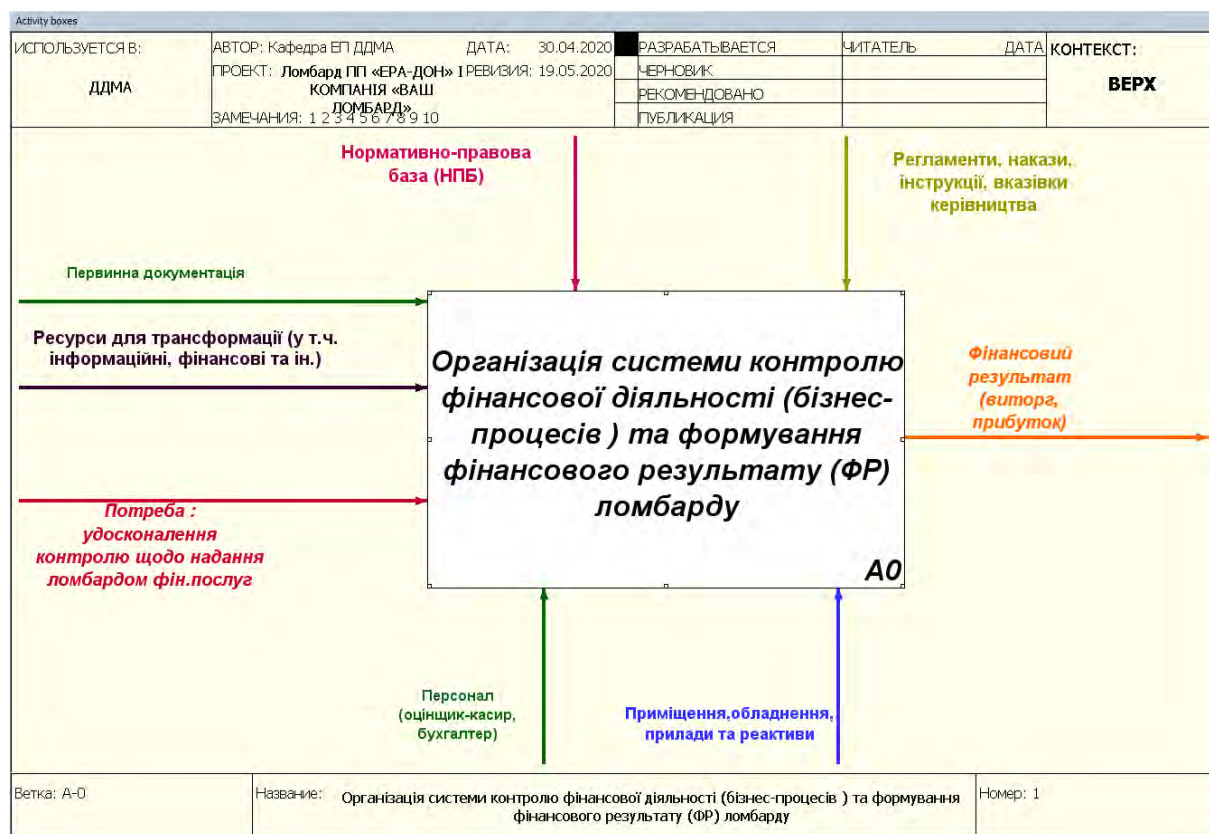 Activity boxes
ИСПОЛЬЗУЕТСЯ В:
ДДМА
АВТОР: Кафедра ЕП ДДМА
ДАТА: 30.04.2020
ПРОЕКТ: Ломбард ПП «ЕРА-ДОН» І
КОМПАНІЯ «ВАШ
ЛОМБАРД»
РЕВИЗИЯ: 19.05.2020
ЗАМЕЧАНИЯ: 1 2 3 4 5 6 7 8 9 10
РАЗРАБАТЫВАЕТСЯ
ЧЕРНОВИК
РЕКОМЕНДОВАНО
ПУБЛИКАЦИЯ
ЧИТАТЕЛЬ ДАТА
КОНТЕКСТ:
ВЕРХ
Нормативно-правова
база (НПБ)
Регламенти, накази,
інструкції, вказівки
керівництва
Первинна документація
Ресурси для трансформації (у т.ч.
інформаційні, фінансові та ін.)
Потреба :
удосконалення
контролю щодо надання
ломбардом фін.послуг
Організація системи контролю
фінансової діяльності (бізнес-
процесів ) та формування
фінансового результату (ФР)
ломбарду
А0
Фінансовий
результат
(виторг,
прибуток)
Персонал
(оцінщик-касир,
бухгалтер)
Приміщення,обладнення,
прилади та реактиви
Ветка: А-0
Название: Організація системи контролю фінансової діяльності (бізнес-процесів ) та формування
фінансового результату (ФР) ломбарду
Номер: 1